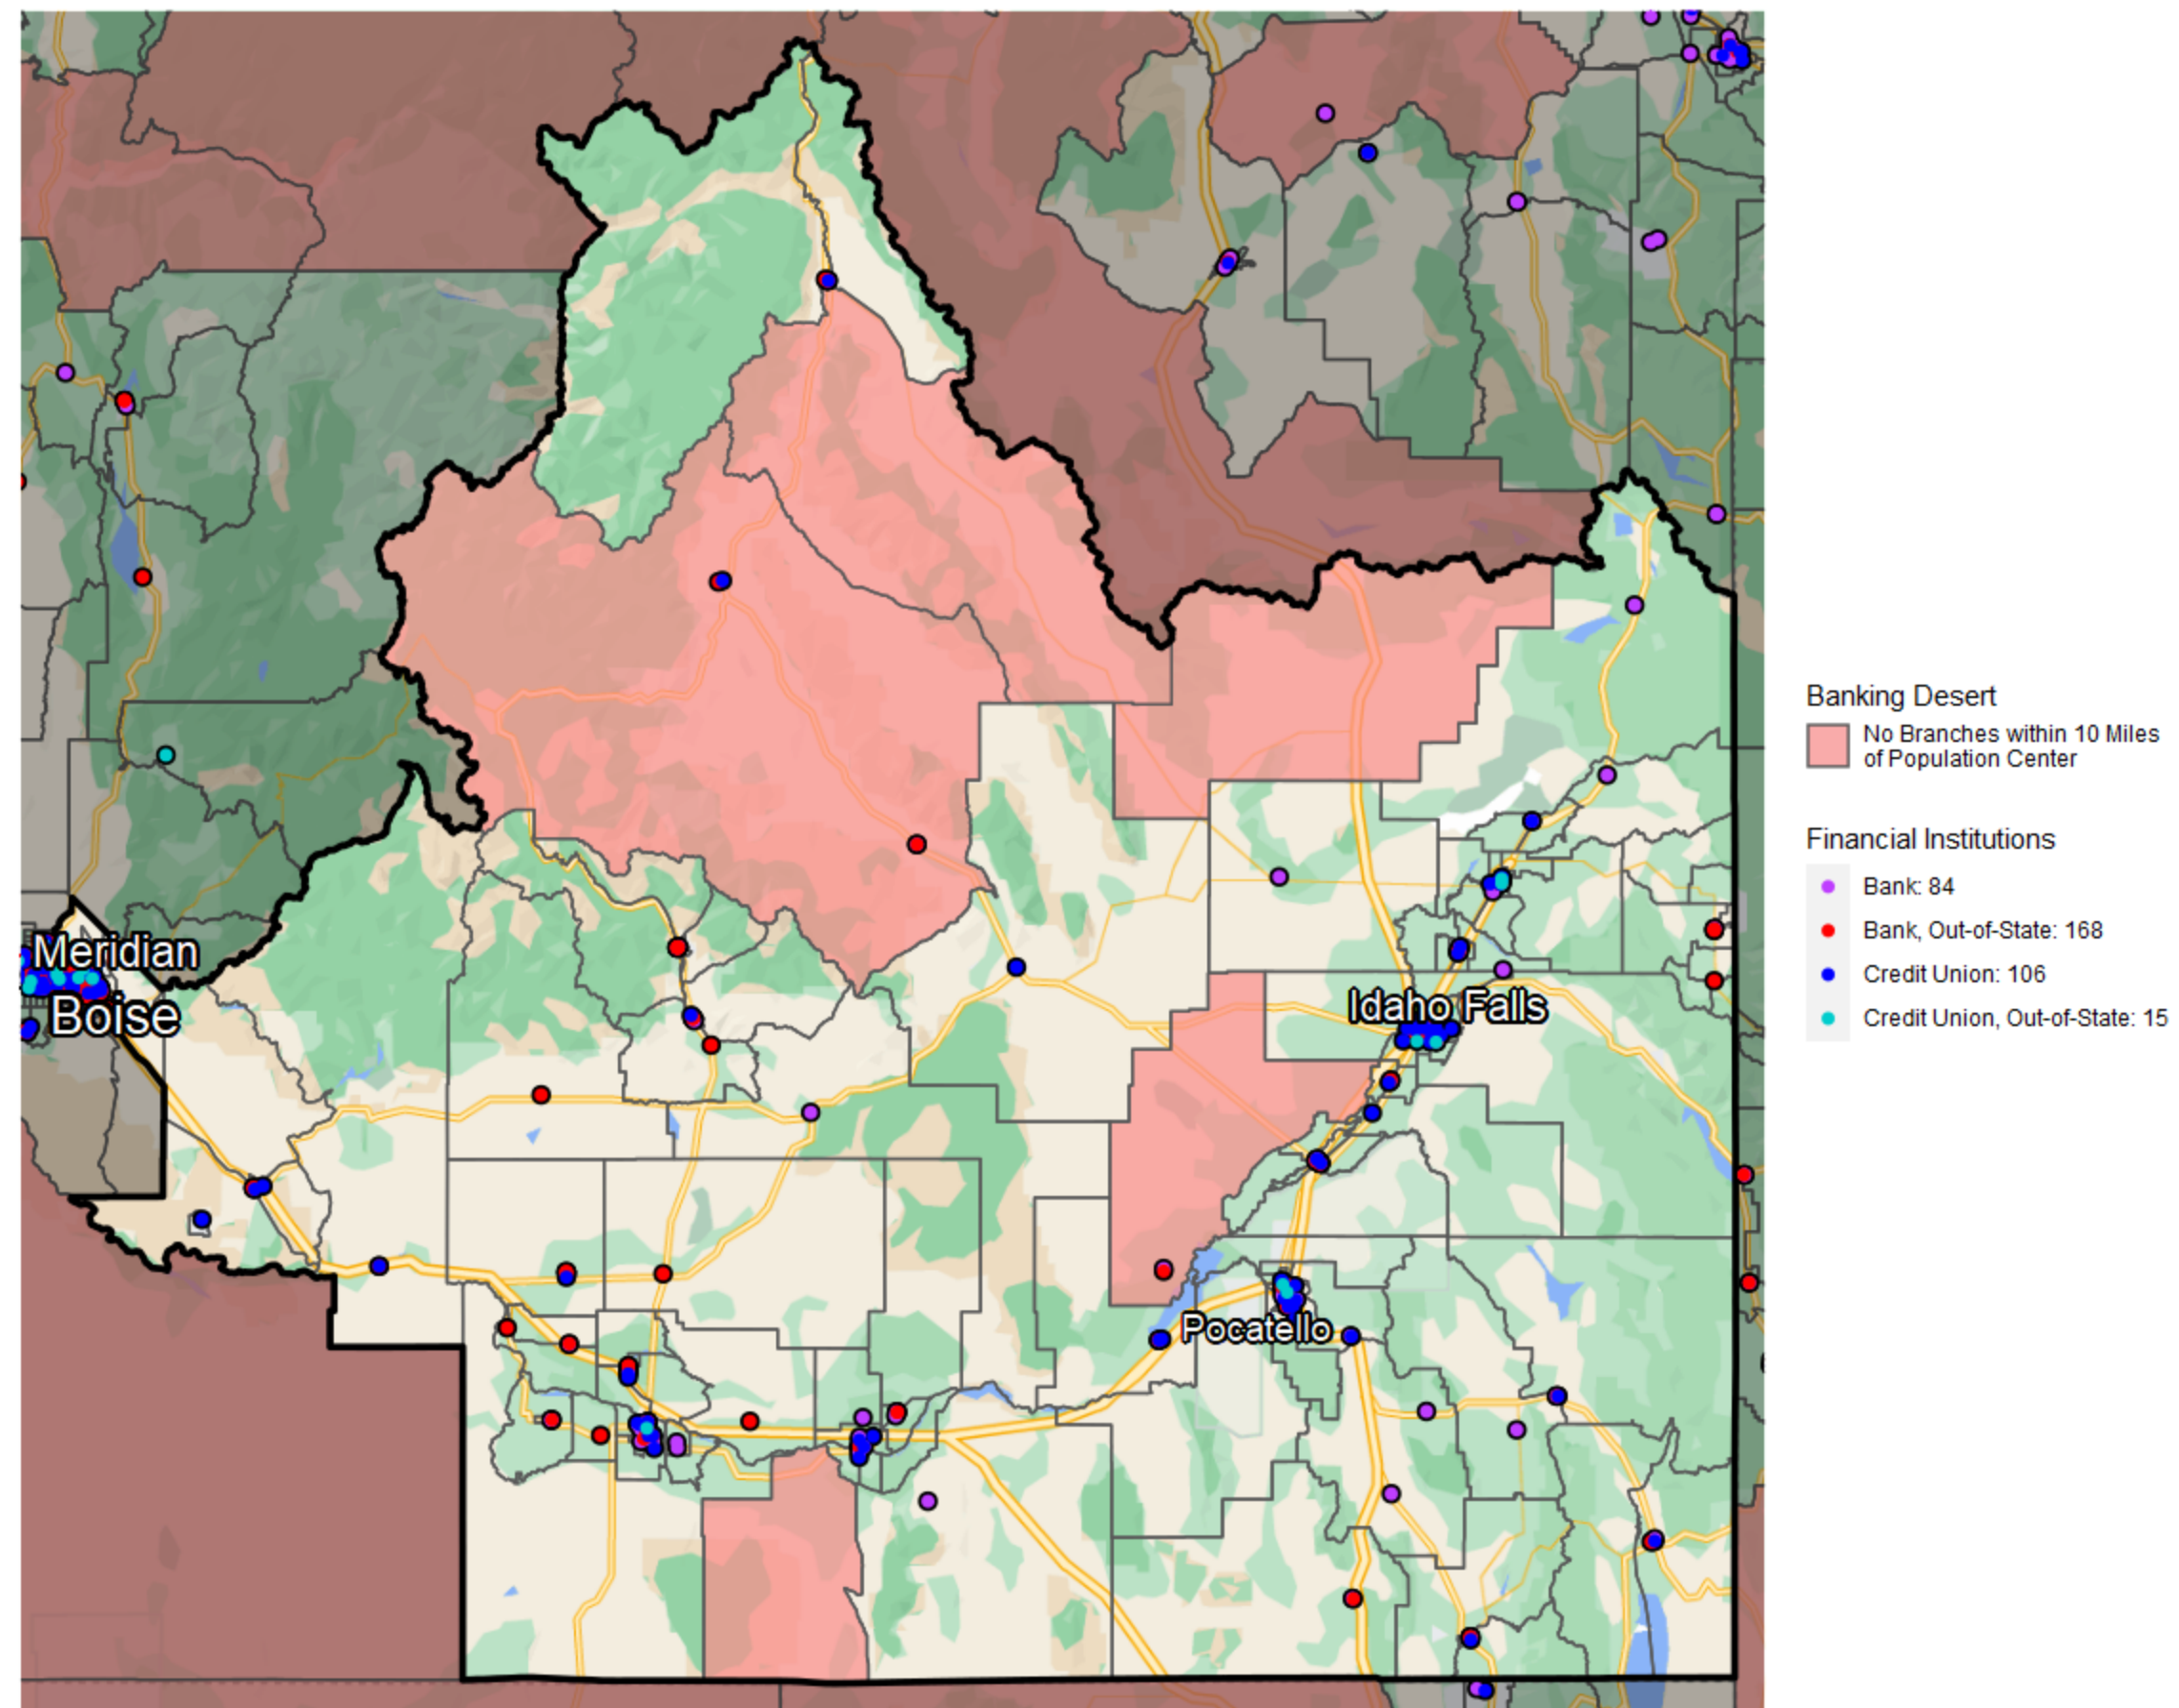 Meridian
Boise
Idaho Falls
Pocatello
Banking Desert
No Branches within 10 Miles
of Population Center
Financial Institutions
Bank: 84
Bank, Out-of-State: 168
Credit Union: 106
Credit Union, Out-of-State: 15